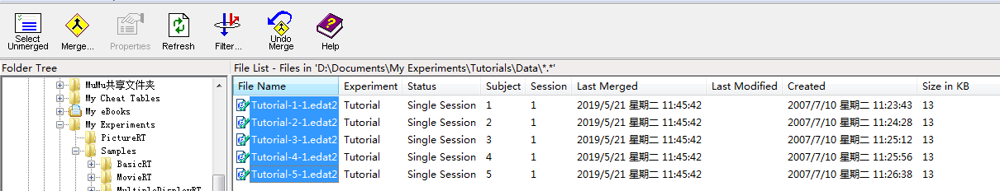 Select Unmerged
Merge...
Properties
Refresh
Filter...
Undo Merge
Help
Folder Tree
File List - Files in 'D:\Documents\My Experiments\Tutorials\Data\*.*'
MuMu共享文件夹
My Cheat Tables
My eBooks
My Experiments
PictureRT
Samples
BasicRT
MovieRT
MultipleDisplayRT
File Name Experiment Status Subject Session Last Merged Last Modified Created Size in KB
Tutorial-1-1.edat2 Tutorial Single Session 1 1 2019/5/21 星期二 11:45:42 2007/7/10 星期二 11:23:43 13
Tutorial-2-1.edat2 Tutorial Single Session 2 1 2019/5/21 星期二 11:45:42 2007/7/10 星期二 11:24:28 13
Tutorial-3-1.edat2 Tutorial Single Session 3 1 2019/5/21 星期二 11:45:42 2007/7/10 星期二 11:25:12 13
Tutorial-4-1.edat2 Tutorial Single Session 4 1 2019/5/21 星期二 11:45:42 2007/7/10 星期二 11:25:56 13
Tutorial-5-1.edat2 Tutorial Single Session 5 1 2019/5/21 星期二 11:45:42 2007/7/10 星期二 11:26:38 13